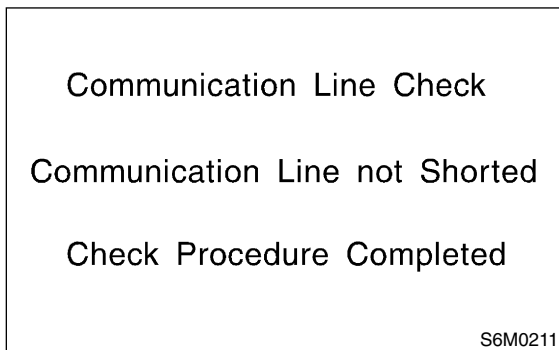 Communication Line Check
Communication Line not Shorted
Check Procedure Completed
S6M0211